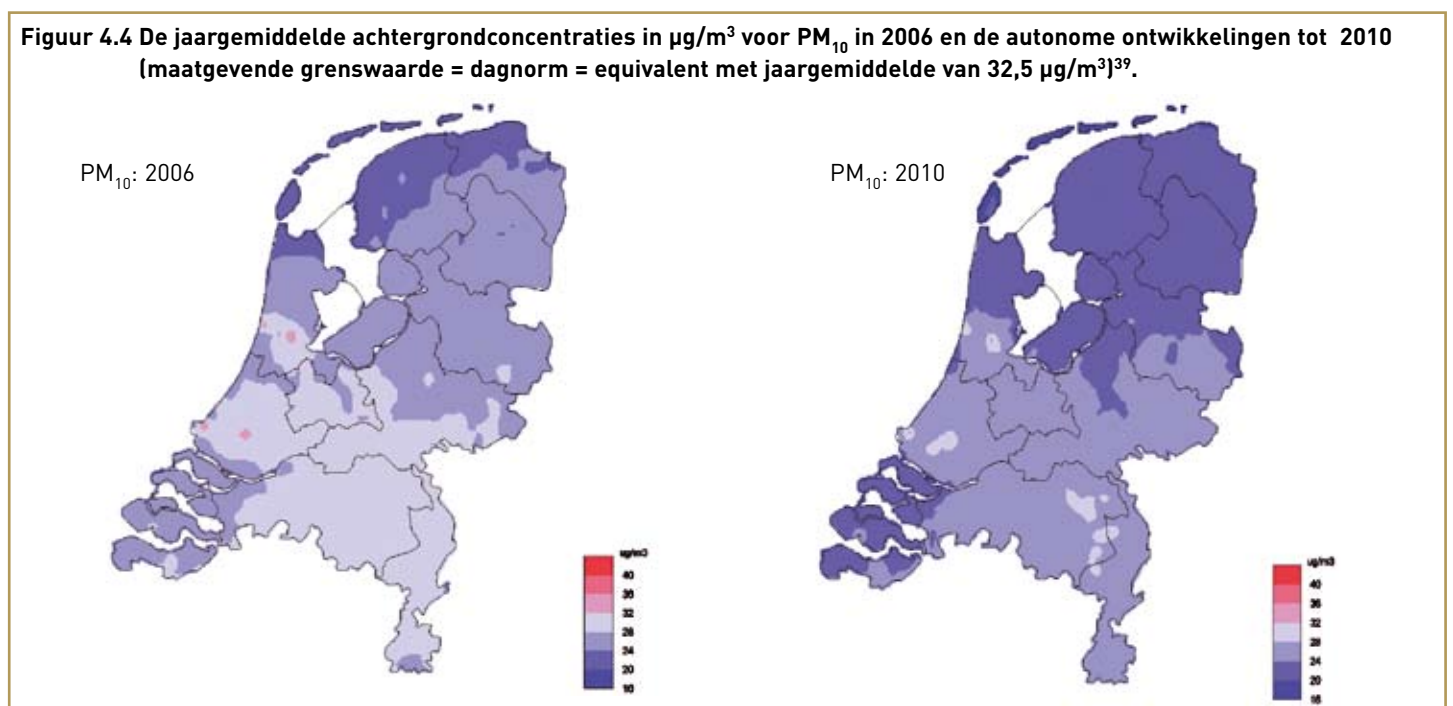 Figuur 4.4 De jaargemiddelde achtergrondconcentraties in µg/m³ voor PM₁₀ in 2006 en de autonome ontwikkelingen tot 2010
(maatgevende grenswaarde = dagnorm = equivalent met jaargemiddelde van 32,5 µg/m³)³⁹.
PM₁₀: 2006
PM₁₀: 2010
ug/m3
40
36
32
28
24
20
16
ug/m3
40
36
32
28
24
20
16